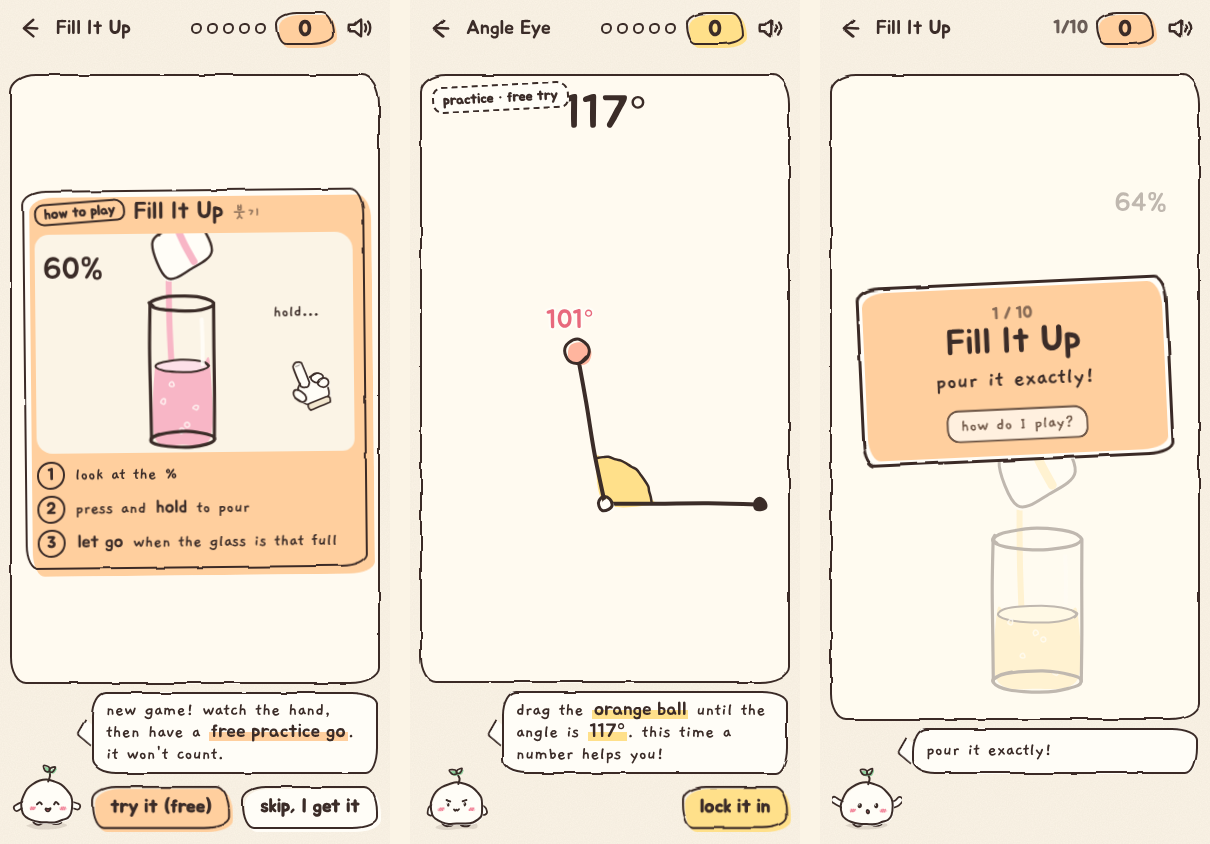 Fill It Up
0
how to play
Fill It Up
붓기
60%
hold...
1 look at the %
2 press and hold to pour
3 let go when the glass is that full
new game! watch the hand,
then have a free practice go.
it won't count.
try it (free)
skip, I get it
Angle Eye
0
practice · free try
117°
101°
drag the orange ball until the
angle is 117°. this time a
number helps you!
lock it in
Fill It Up
1/10
0
64%
1 / 10
Fill It Up
pour it exactly!
how do I play?
pour it exactly!